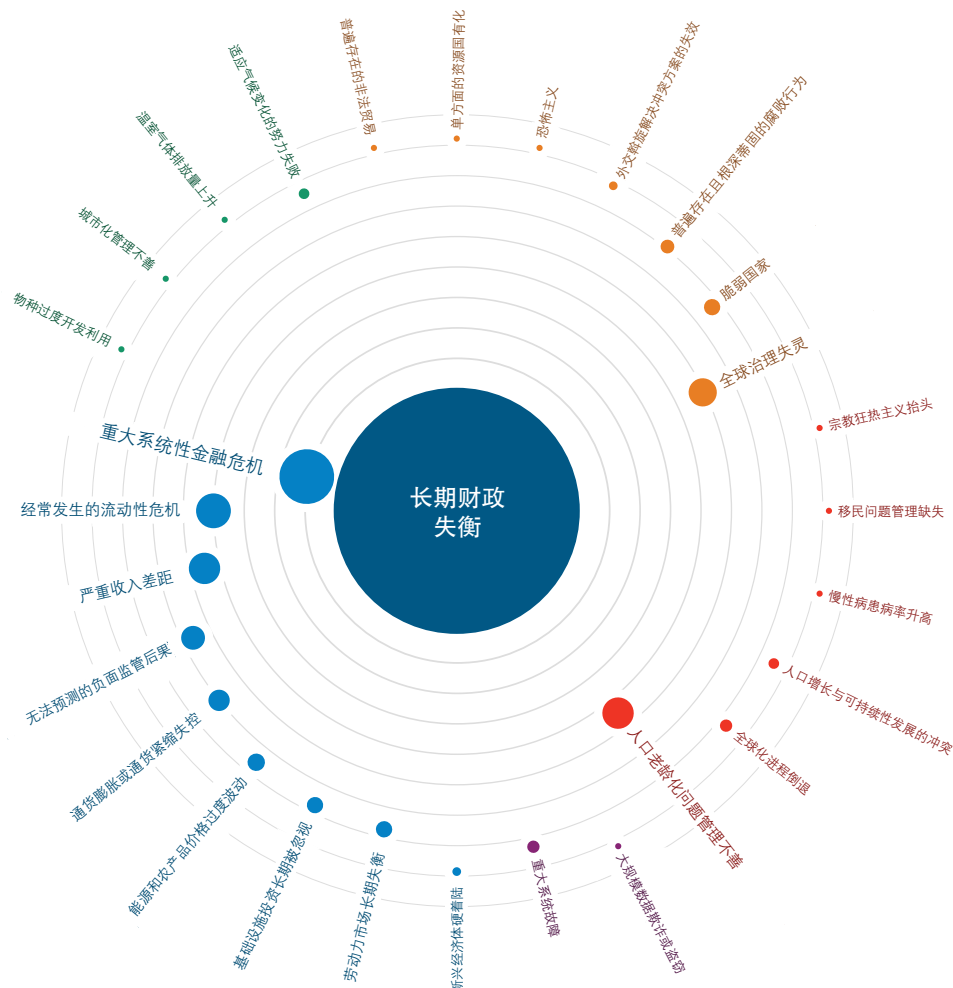 长期财政
失衡
单方面的资源国有化
恐怖主义
外交斡旋解决冲突方案的失效
普遍存在且根深蒂固的腐败行为
脆弱国家
全球治理失灵
宗教狂热主义抬头
移民问题管理缺失
慢性病患病率升高
人口增长与可持续性发展的冲突
全球化进程倒退
人口老龄化问题管理不善
大规模数据欺诈或盗窃
重大系统故障
新兴经济体硬着陆
劳动力市场长期失衡
基础设施投资长期被忽视
能源和农产品价格过度波动
通货膨胀或通货紧缩失控
无法预测的负面监管后果
严重收入差距
经常发生的流动性危机
重大系统性金融危机
物种过度开发利用
城市化管理不善
温室气体排放量上升
适应气候变化的努力失败
普遍存在的非法贸易